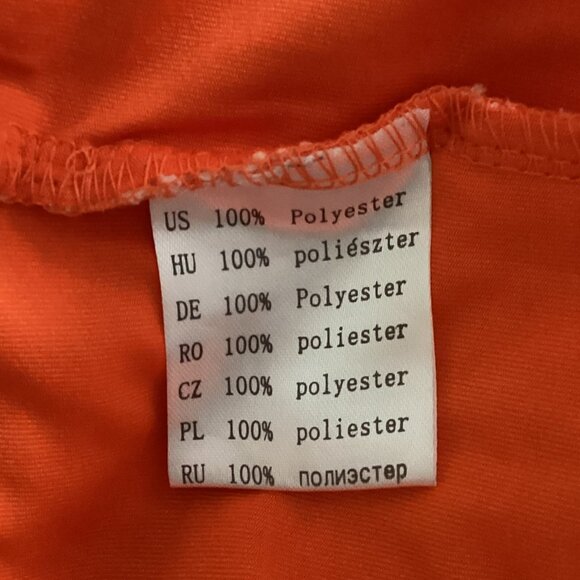 US 100% Polyester
HU 100% poliészter
DE 100% Polyester
RO 100% poliester
CZ 100% polyester
PL 100% poliester
RU 100% полиэстер